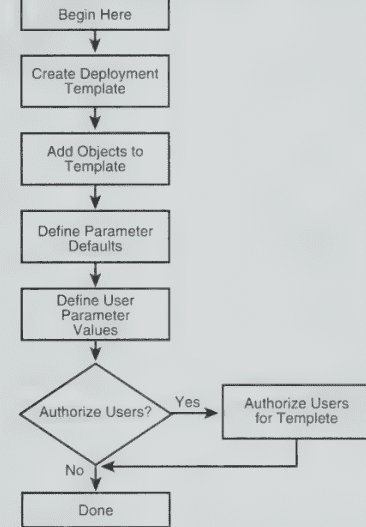 Begin Here
Create Deployment
Template
Add Objects to
Template
Define Parameter
Defaults
Define User
Parameter
Values
Authorize Users?
Yes
Authorize Users
for Templete
No
Done